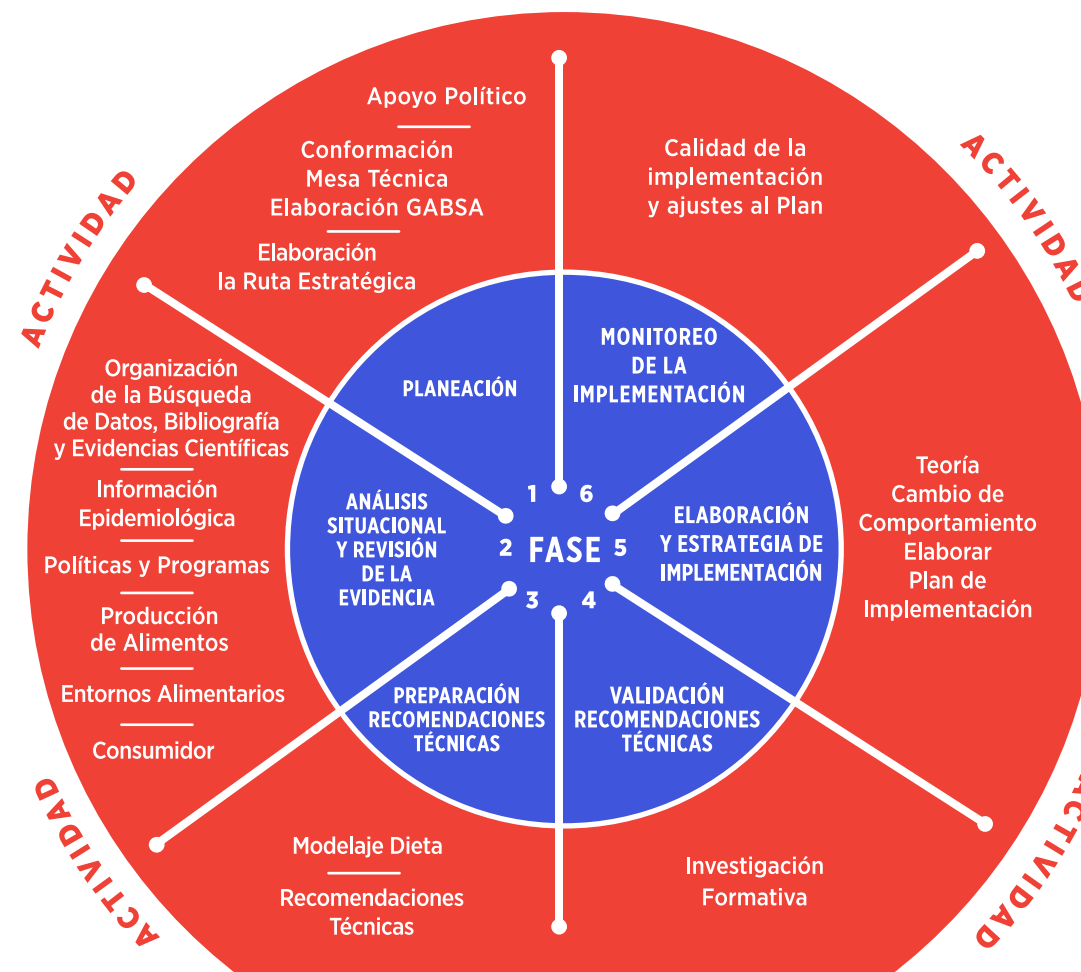 ACTIVIDAD
Apoyo Político
Conformación
Mesa Técnica
Elaboración GABSA
Elaboración
la Ruta Estratégica
PLANEACIÓN
1
ACTIVIDAD
Organización
de la Búsqueda
de Datos, Bibliografía
y Evidencias Científicas
Información
Epidemiológica
Políticas y Programas
Producción
de Alimentos
Entornos Alimentarios
Consumidor
ANÁLISIS
SITUACIONAL
Y REVISIÓN
DE LA
EVIDENCIA
2
FASE
PREPARACIÓN
RECOMENDACIONES
TÉCNICAS
3
Modelaje Dieta
Recomendaciones
Técnicas
ACTIVIDAD
VALIDACIÓN
RECOMENDACIONES
TÉCNICAS
4
Investigación
Formativa
ACTIVIDAD
ELABORACIÓN
Y ESTRATEGIA DE
IMPLEMENTACIÓN
5
Teoría
Cambio de
Comportamiento
Elaborar
Plan de
Implementación
MONITOREO
DE LA
IMPLEMENTACIÓN
6
Calidad de la
implementación
y ajustes al Plan